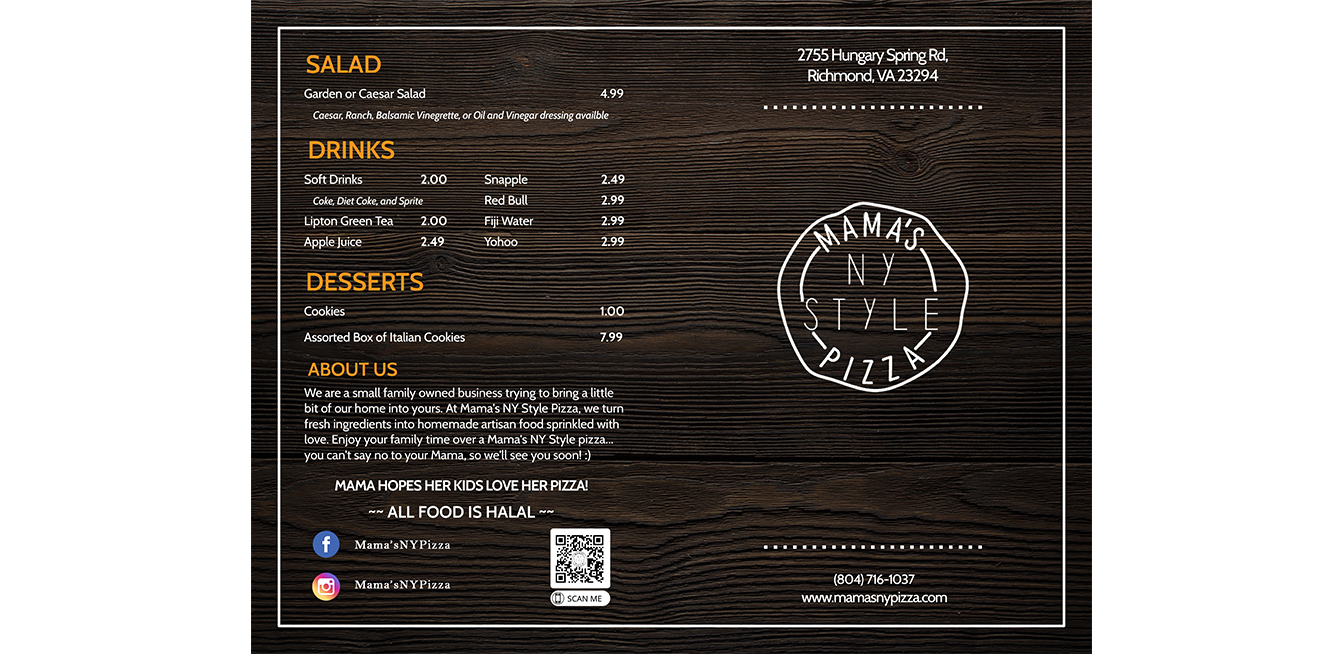 SALAD
Garden or Caesar Salad 4.99
Caesar, Ranch, Balsamic Vinegrette, or Oil and Vinegar dressing availble
DRINKS
Soft Drinks 2.00
Coke, Diet Coke, and Sprite
Lipton Green Tea 2.00
Apple Juice 2.49
Snapple 2.49
Red Bull 2.99
Fiji Water 2.99
Yohoo 2.99
DESSERTS
Cookies 1.00
Assorted Box of Italian Cookies 7.99
ABOUT US
We are a small family owned business trying to bring a little
bit of our home into yours. At Mama's NY Style Pizza, we turn
fresh ingredients into homemade artisan food sprinkled with
love. Enjoy your family time over a Mama's NY Style pizza...
you can't say no to your Mama, so we'll see you soon! :)
MAMA HOPES HER KIDS LOVE HER PIZZA!
~~ ALL FOOD IS HALAL ~~
Mama'sNYPizza
Mama'sNYPizza
SCAN ME
2755 Hungary Spring Rd,
Richmond, VA 23294
MAMA'S
NY
STYLE
PIZZA
(804) 716-1037
www.mamasnypizza.com